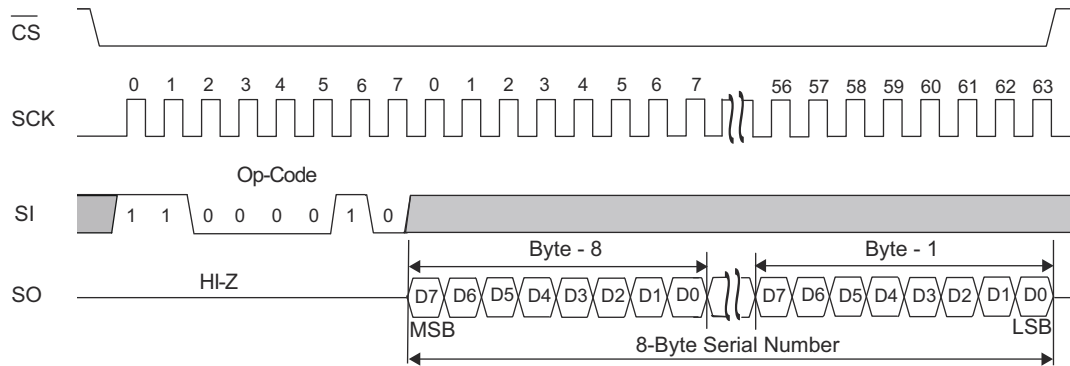 CS
0 1 2 3 4 5 6 7 0 1 2 3 4 5 6 7 56 57 58 59 60 61 62 63
SCK
Op-Code
SI 1 1 0 0 0 0 1 0
Byte - 8 Byte - 1
HI-Z
SO D7 D6 D5 D4 D3 D2 D1 D0 D7 D6 D5 D4 D3 D2 D1 D0
MSB LSB
8-Byte Serial Number